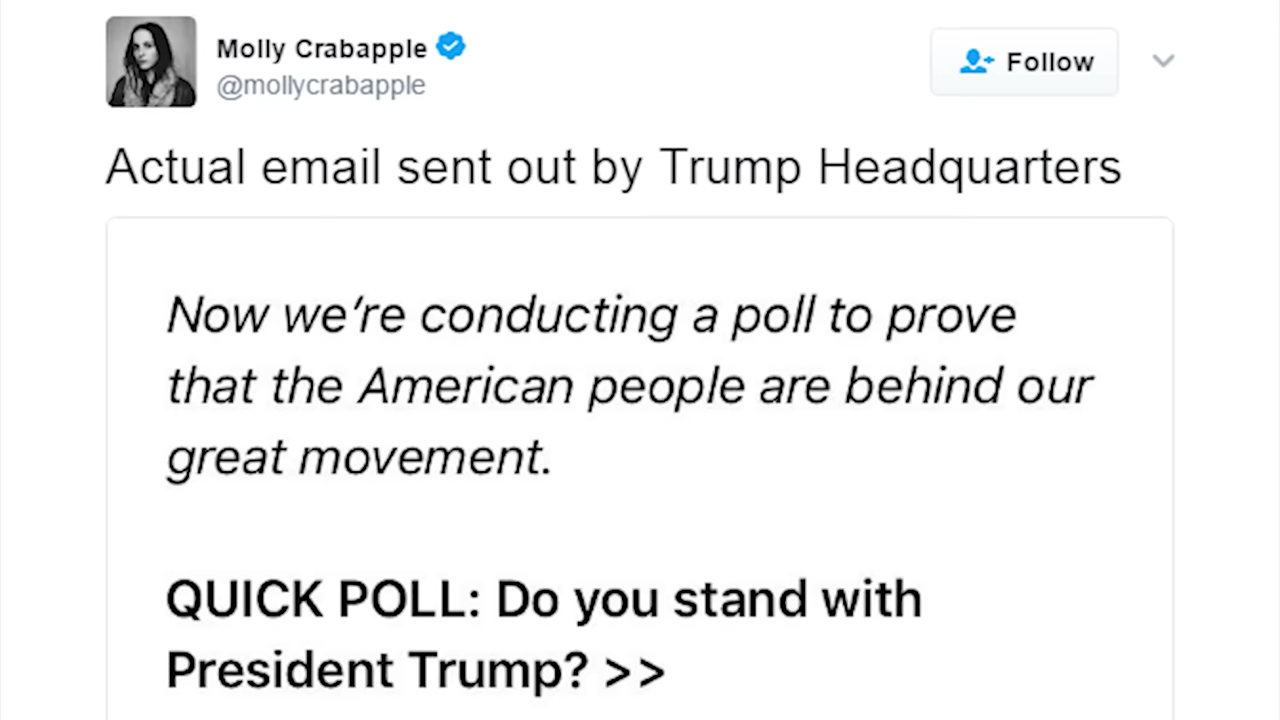 Molly Crabapple
@mollycrabapple
Follow
Actual email sent out by Trump Headquarters
Now we’re conducting a poll to prove
that the American people are behind our
great movement.
QUICK POLL: Do you stand with
President Trump? >>